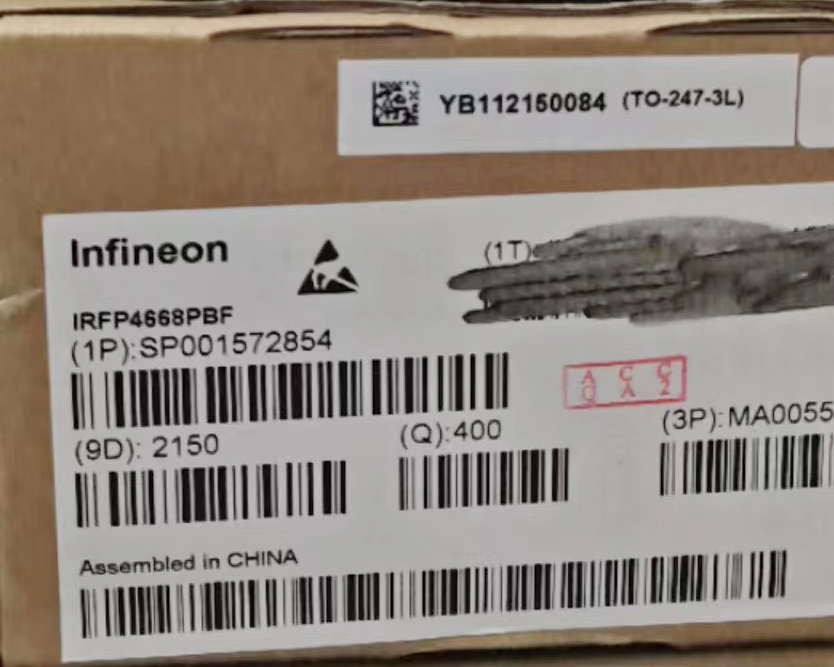 YB112150084 (TO-247-3L)
Infineon
(1T)
IRFP4668PBF
(1P):SP001572854
(9D): 2150
(Q):400
(3P):MA0055
Assembled in CHINA